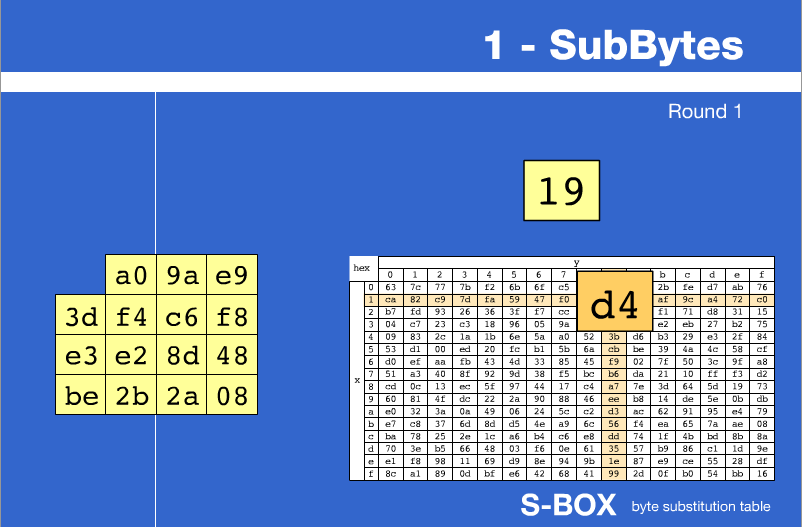 1 - SubBytes
Round 1
19
a0 9a e9
3d f4 c6 f8
e3 e2 8d 48
be 2b 2a 08
hex y
0 1 2 3 4 5 6 7 b c d e f
0 63 7c 77 7b f2 6b 6f c5 2b fe d7 ab 76
1 ca 82 c9 7d fa 59 47 f0 d4 af 9c a4 72 c0
2 b7 fd 93 26 36 3f f7 cc f1 71 d8 31 15
3 04 c7 23 c3 18 96 05 9a e2 eb 27 b2 75
4 09 83 2c 1a 1b 6e 5a a0 52 3b d6 b3 29 e3 2f 84
5 53 d1 00 ed 20 fc b1 5b 6a cb be 39 4a 4c 58 cf
6 d0 ef aa fb 43 4d 33 85 45 f9 02 7f 50 3c 9f a8
x 7 51 a3 40 8f 92 9d 38 f5 bc b6 da 21 10 ff f3 d2
8 cd 0c 13 ec 5f 97 44 17 c4 a7 7e 3d 64 5d 19 73
9 60 81 4f dc 22 2a 90 88 46 ee b8 14 de 5e 0b db
a e0 32 3a 0a 49 06 24 5c c2 d3 ac 62 91 95 e4 79
b e7 c8 37 6d 8d d5 4e a9 6c 56 f4 ea 65 7a ae 08
c ba 78 25 2e 1c a6 b4 c6 e8 dd 74 1f 4b bd 8b 8a
d 70 3e b5 66 48 03 f6 0e 61 35 57 b9 86 c1 1d 9e
e e1 f8 98 11 69 d9 8e 94 9b 1e 87 e9 ce 55 28 df
f 8c a1 89 0d bf e6 42 68 41 99 2d 0f b0 54 bb 16
S-BOX byte substitution table